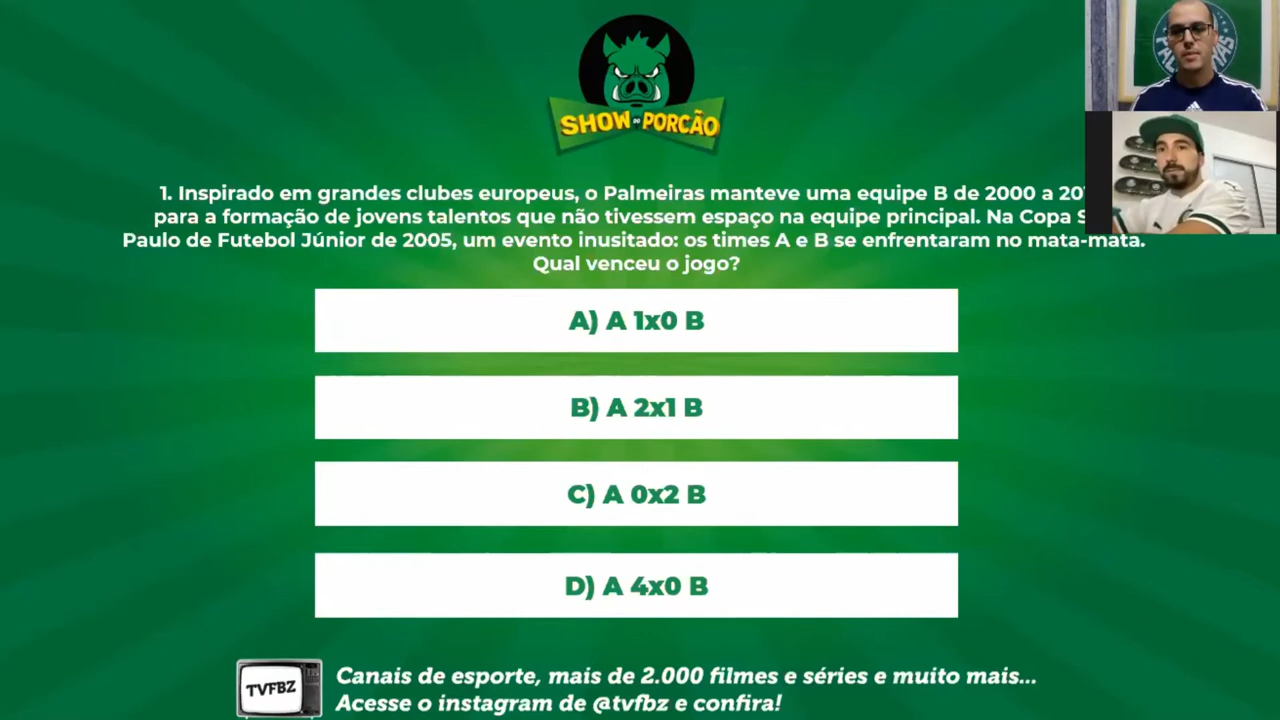 SHOW DO PORCÃO
1. Inspirado em grandes clubes europeus, o Palmeiras manteve uma equipe B de 2000 a
para a formação de jovens talentos que não tivessem espaço na equipe principal. Na Copa
Paulo de Futebol Júnior de 2005, um evento inusitado: os times A e B se enfrentaram no mata-mata.
Qual venceu o jogo?
A) A 1x0 B
B) A 2x1 B
C) A 0x2 B
D) A 4x0 B
TVFBZ
Canais de esporte, mais de 2.000 filmes e séries e muito mais...
Acesse o instagram de @tvfbz e confira!